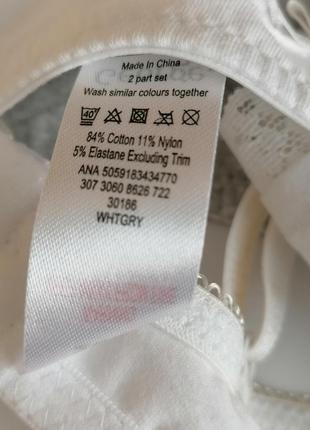 Made in China
2 part set
Wash similar colours together
40
84% Cotton 11% Nylon
5% Elastane Excluding Trim
ANA 5059183434770
307 3060 8626 722
30186
WHTGRY